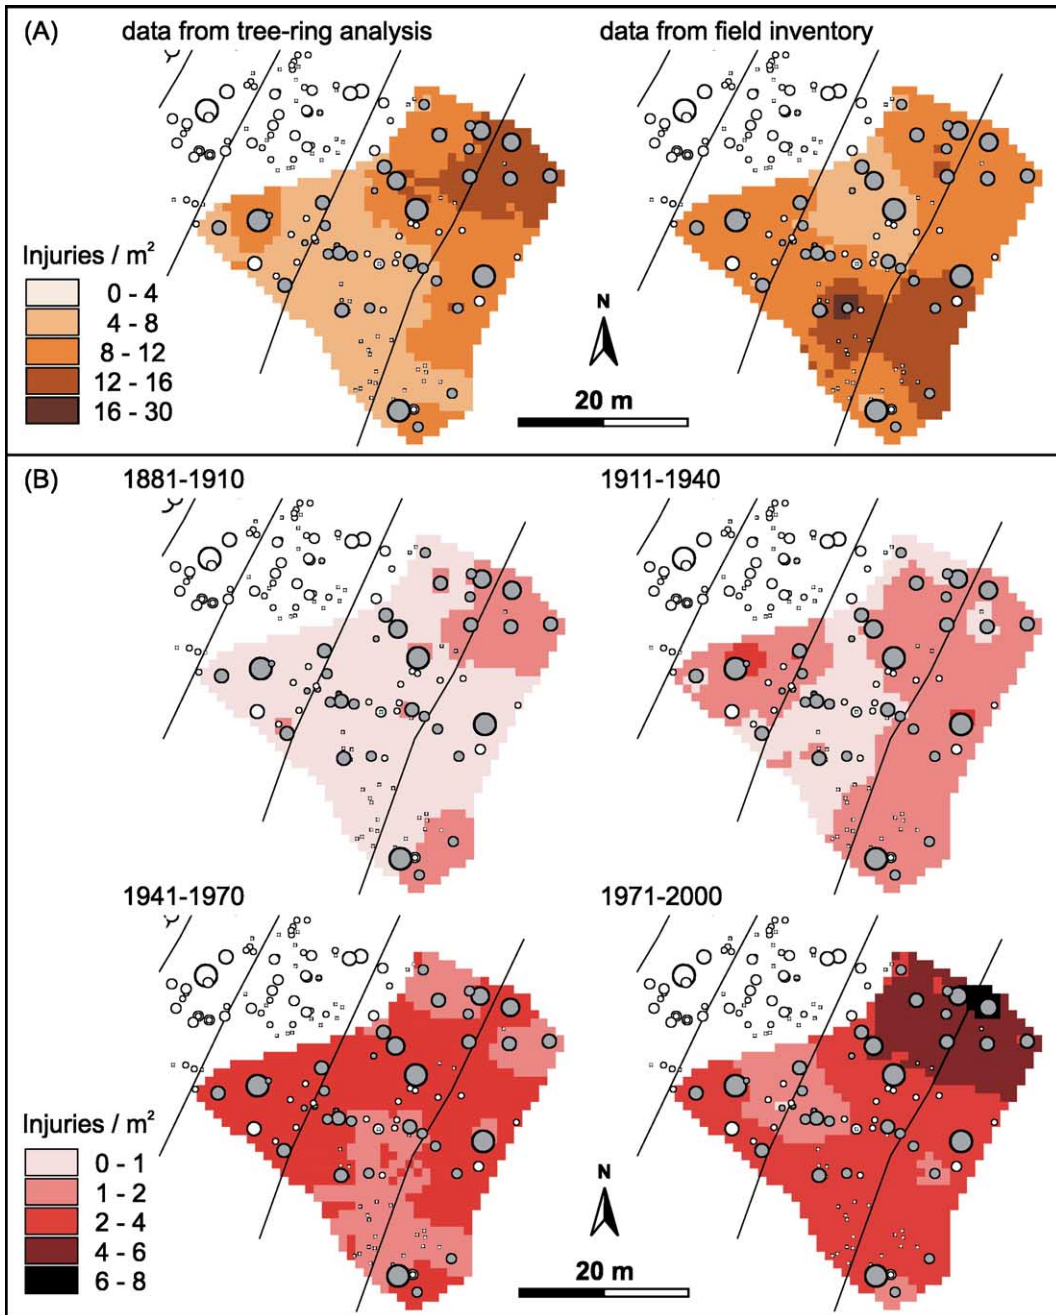 (A)
data from tree-ring analysis
data from field inventory
Injuries / m²
0 - 4
4 - 8
8 - 12
12 - 16
16 - 30
N
20 m
(B)
1881-1910
1911-1940
1941-1970
1971-2000
Injuries / m²
0 - 1
1 - 2
2 - 4
4 - 6
6 - 8
N
20 m